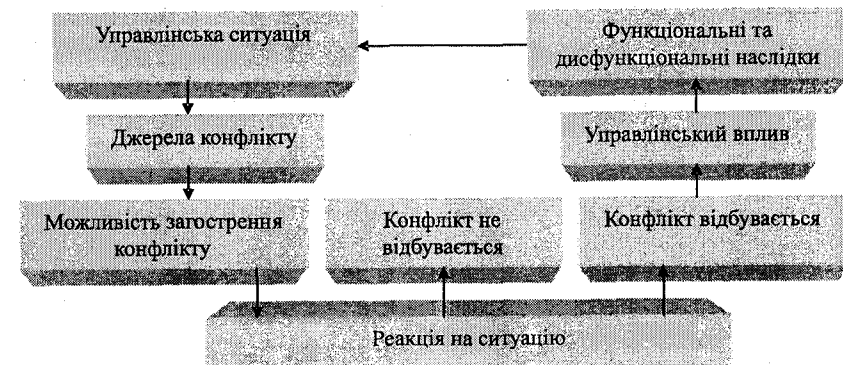 Управлінська ситуація
Функціональні та
дисфункціональні наслідки
Джерела конфлікту
Управлінський вплив
Можливість загострення
конфлікту
Конфлікт не
відбувається
Конфлікт відбувається
Реакція на ситуацію